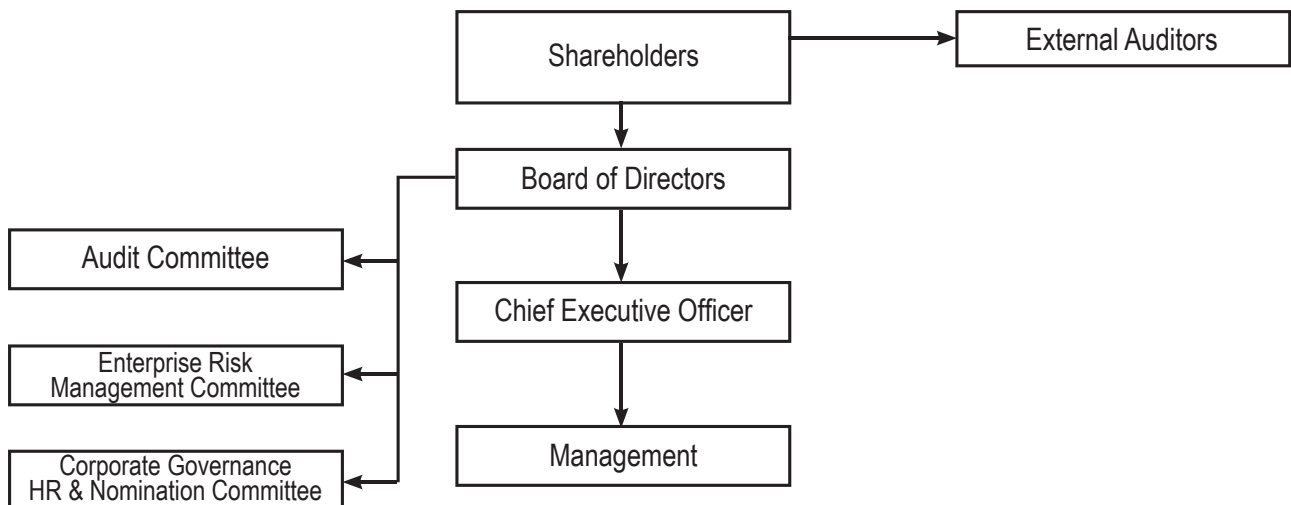 Shareholders
External Auditors
Board of Directors
Audit Committee
Chief Executive Officer
Enterprise Risk
Management Committee
Management
Corporate Governance
HR & Nomination Committee